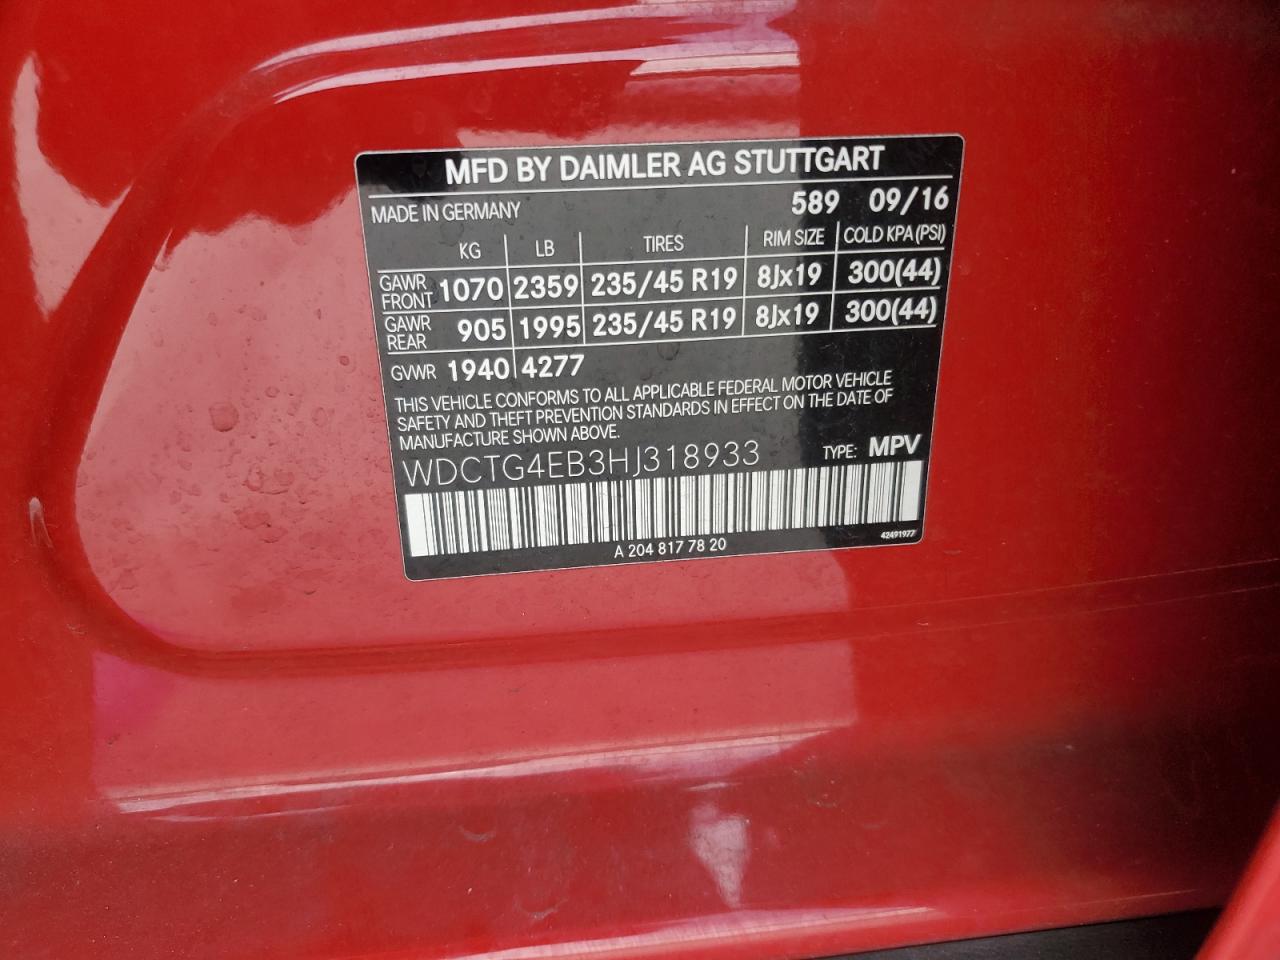 MFD BY DAIMLER AG STUTTGART
MADE IN GERMANY 589 09/16
KG LB TIRES RIM SIZE COLD KPA (PSI)
GAWR FRONT 1070 2359 235/45 R19 8Jx19 300(44)
GAWR REAR 905 1995 235/45 R19 8Jx19 300(44)
GVWR 1940 4277
THIS VEHICLE CONFORMS TO ALL APPLICABLE FEDERAL MOTOR VEHICLE
SAFETY AND THEFT PREVENTION STANDARDS IN EFFECT ON THE DATE OF
MANUFACTURE SHOWN ABOVE.
WDCTG4EB3HJ318933 TYPE: MPV
A 204 817 78 20 42491977